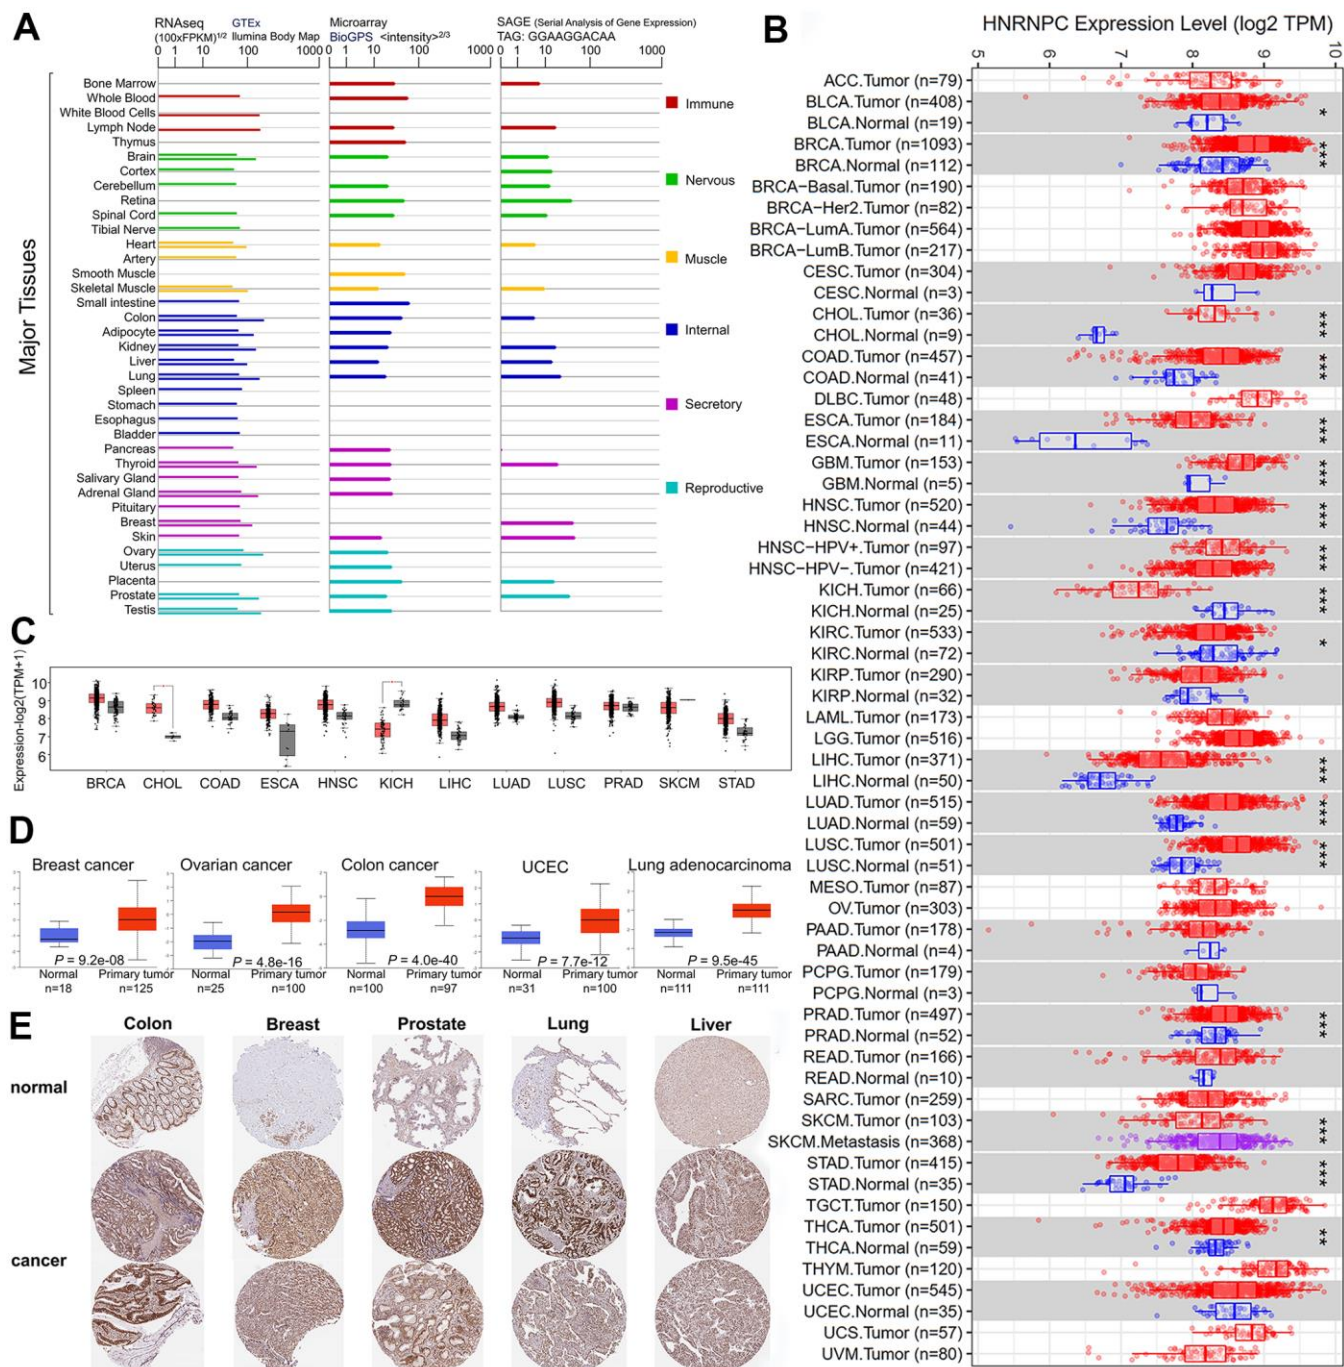 A
RNAseq GTEx
(100xFPKM)1/2 Ilumina Body Map
0 1 10 100 1000
Microarray
BioGPS <intensity>2/3
0 1 10 100 1000
SAGE (Serial Analysis of Gene Expression)
TAG: GGAAGGACAA
0 1 10 100 1000
Major Tissues
Bone Marrow
Whole Blood
White Blood Cells
Lymph Node
Thymus
Brain
Cortex
Cerebellum
Retina
Spinal Cord
Tibial Nerve
Heart
Artery
Smooth Muscle
Skeletal Muscle
Small intestine
Colon
Adipocyte
Kidney
Liver
Lung
Spleen
Stomach
Esophagus
Bladder
Pancreas
Thyroid
Salivary Gland
Adrenal Gland
Pituitary
Breast
Skin
Ovary
Uterus
Placenta
Prostate
Testis
Immune
Nervous
Muscle
Internal
Secretory
Reproductive
B
HNRNPC Expression Level (log2 TPM)
5 6 7 8 9 10
ACC.Tumor (n=79)
BLCA.Tumor (n=408)
*
BLCA.Normal (n=19)
BRCA.Tumor (n=1093)
***
BRCA.Normal (n=112)
BRCA-Basal.Tumor (n=190)
BRCA-Her2.Tumor (n=82)
BRCA-LumA.Tumor (n=564)
BRCA-LumB.Tumor (n=217)
CESC.Tumor (n=304)
CESC.Normal (n=3)
CHOL.Tumor (n=36)
***
CHOL.Normal (n=9)
COAD.Tumor (n=457)
***
COAD.Normal (n=41)
DLBC.Tumor (n=48)
ESCA.Tumor (n=184)
***
ESCA.Normal (n=11)
GBM.Tumor (n=153)
***
GBM.Normal (n=5)
HNSC.Tumor (n=520)
***
HNSC.Normal (n=44)
HNSC-HPV+.Tumor (n=97)
***
HNSC-HPV-.Tumor (n=421)
KICH.Tumor (n=66)
***
KICH.Normal (n=25)
KIRC.Tumor (n=533)
*
KIRC.Normal (n=72)
KIRP.Tumor (n=290)
KIRP.Normal (n=32)
LAML.Tumor (n=173)
LGG.Tumor (n=516)
LIHC.Tumor (n=371)
***
LIHC.Normal (n=50)
LUAD.Tumor (n=515)
***
LUAD.Normal (n=59)
LUSC.Tumor (n=501)
***
LUSC.Normal (n=51)
MESO.Tumor (n=87)
OV.Tumor (n=303)
PAAD.Tumor (n=178)
PAAD.Normal (n=4)
PCPG.Tumor (n=179)
PCPG.Normal (n=3)
PRAD.Tumor (n=497)
***
PRAD.Normal (n=52)
READ.Tumor (n=166)
READ.Normal (n=10)
SARC.Tumor (n=259)
SKCM.Tumor (n=103)
***
SKCM.Metastasis (n=368)
STAD.Tumor (n=415)
***
STAD.Normal (n=35)
TGCT.Tumor (n=150)
THCA.Tumor (n=501)
**
THCA.Normal (n=59)
THYM.Tumor (n=120)
UCEC.Tumor (n=545)
UCEC.Normal (n=35)
UCS.Tumor (n=57)
UVM.Tumor (n=80)
C
Expression-log2(TPM+1)
10
9
8
7
6
BRCA CHOL COAD ESCA HNSC KICH LIHC LUAD LUSC PRAD SKCM STAD
D
Breast cancer
P = 9.2e-08
Normal Primary tumor
n=18 n=125
Ovarian cancer
P = 4.8e-16
Normal Primary tumor
n=25 n=100
Colon cancer
P = 4.0e-40
Normal Primary tumor
n=100 n=97
UCEC
P = 7.7e-12
Normal Primary tumor
n=31 n=100
Lung adenocarcinoma
P = 9.5e-45
Normal Primary tumor
n=111 n=111
E
Colon Breast Prostate Lung Liver
normal
cancer